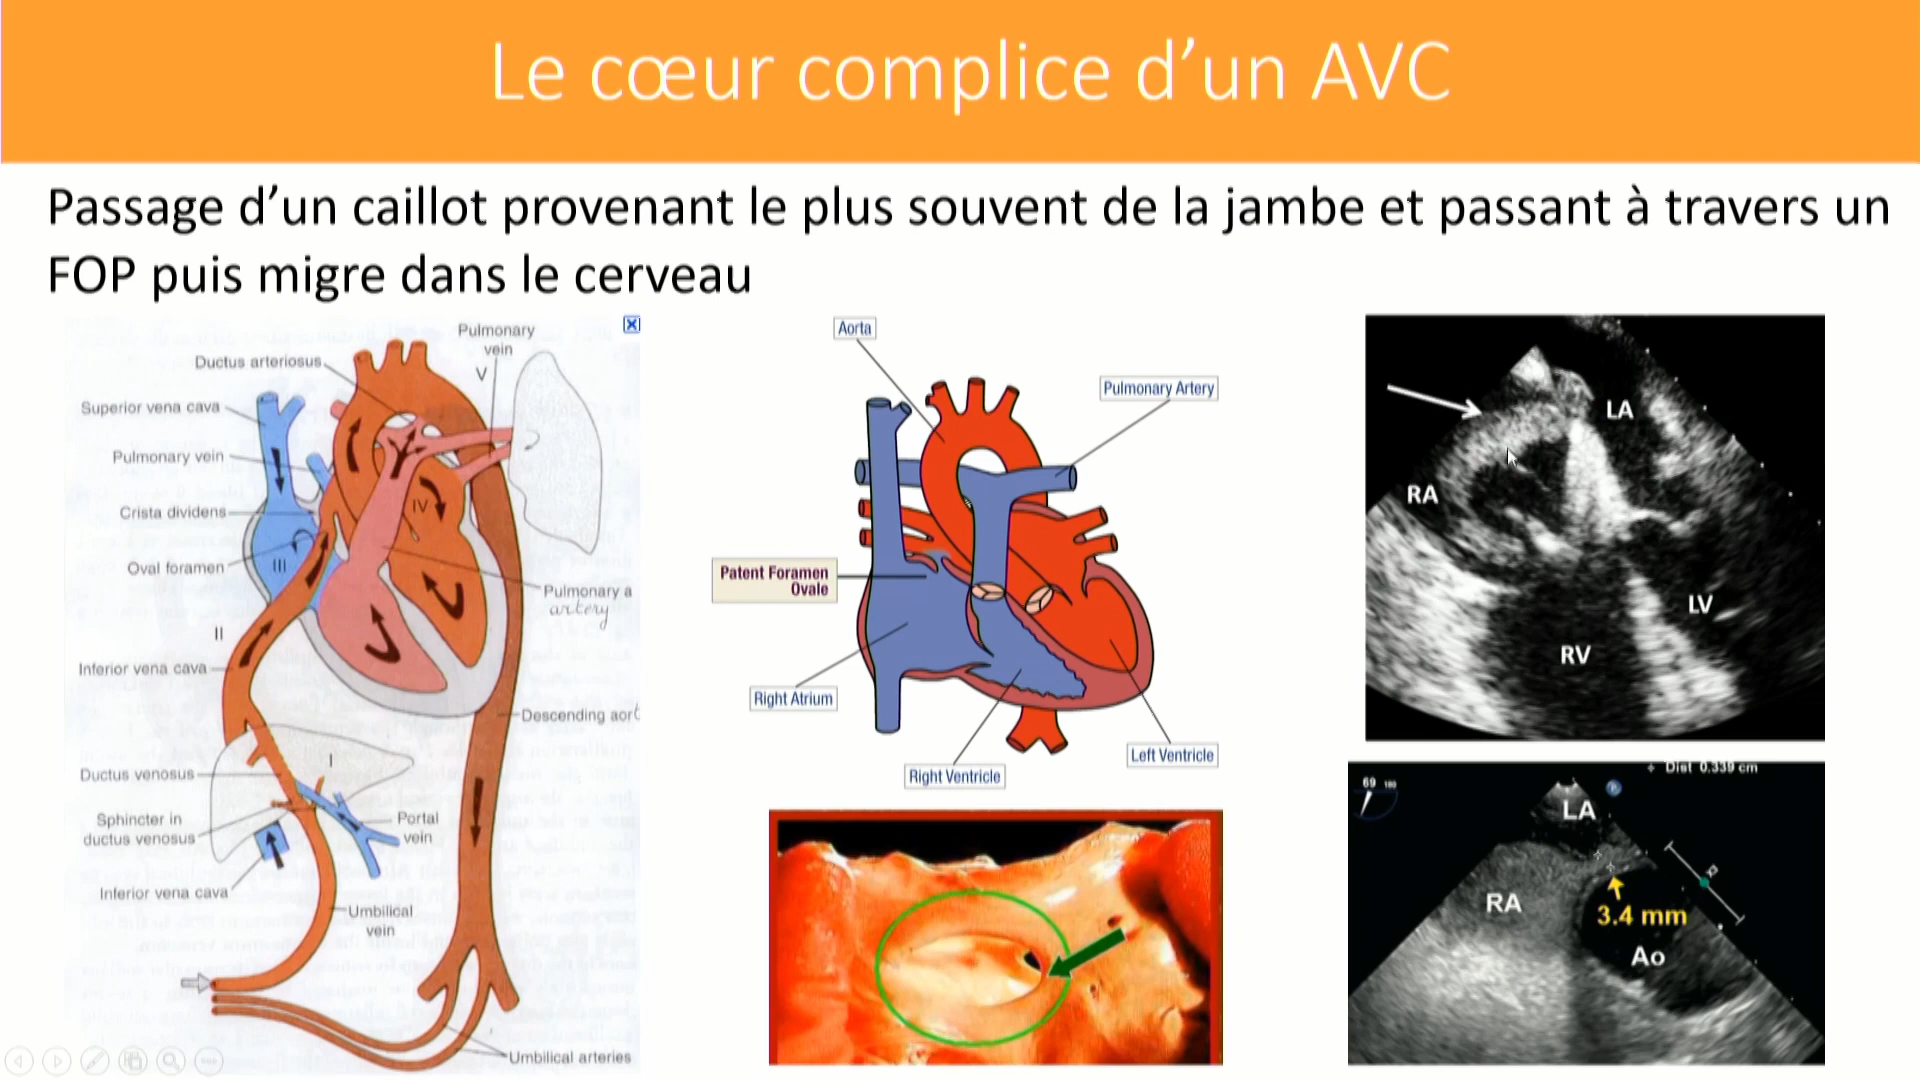 Le cœur complice d’un AVC
Passage d’un caillot provenant le plus souvent de la jambe et passant à travers un
FOP puis migre dans le cerveau
Pulmonary
vein
Ductus arteriosus
V
Superior vena cava
Pulmonary vein
IV
Crista dividens
Oval foramen
III
Pulmonary a
artery
II
Inferior vena cava
Descending aort
I
Ductus venosus
Sphincter in
ductus venosus
Portal
vein
Inferior vena cava
Umbilical
vein
Umbilical arteries
Aorta
Pulmonary Artery
Patent Foramen
Ovale
Right Atrium
Left Ventricle
Right Ventricle
LA
RA
LV
RV
Dist 0.339 cm
69 180
LA
RA
3.4 mm
Ao